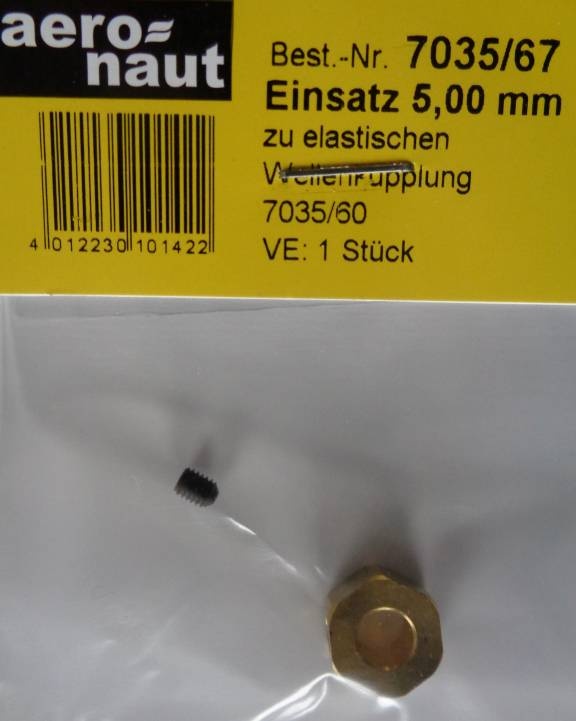 aero=
naut
Best.-Nr. 7035/67
Einsatz 5,00 mm
zu elastischen
Wellenkupplung
7035/60
VE: 1 Stück
4 012230 101422